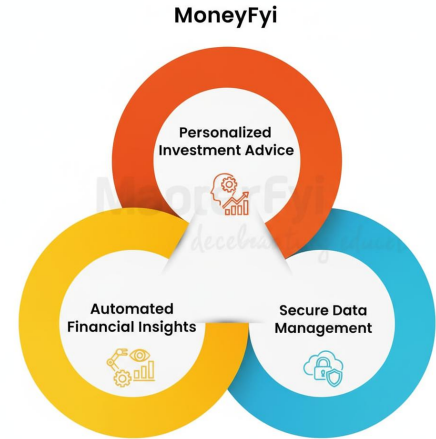 MoneyFyi
Personalized
Investment Advice
Automated
Financial Insights
Secure Data
Management